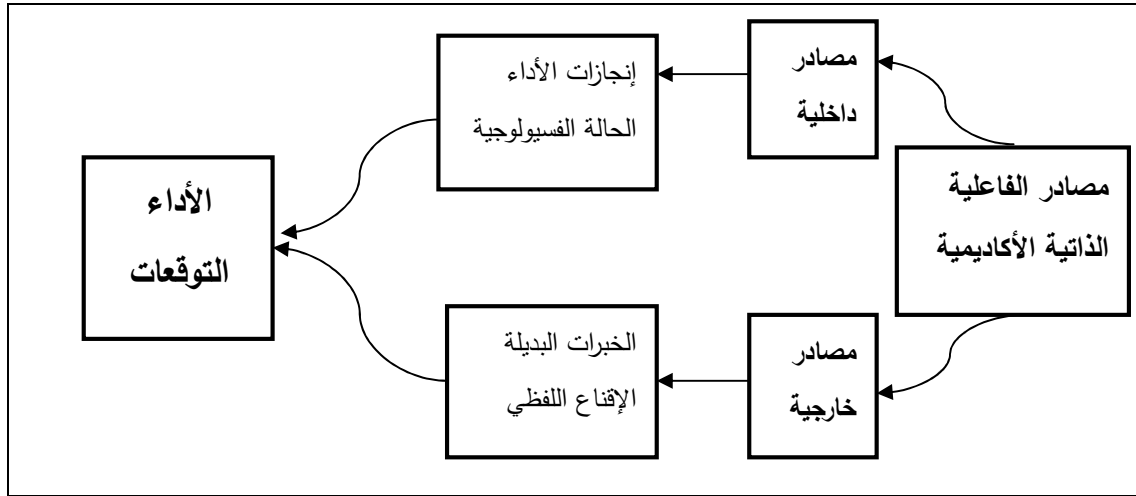 مصادر الفاعلية
الذاتية الأكاديمية
مصادر
داخلية
إنجازات الأداء
الحالة الفسيولوجية
مصادر
خارجية
الخبرات البديلة
الإقناع اللفظي
الأداء
التوقعات